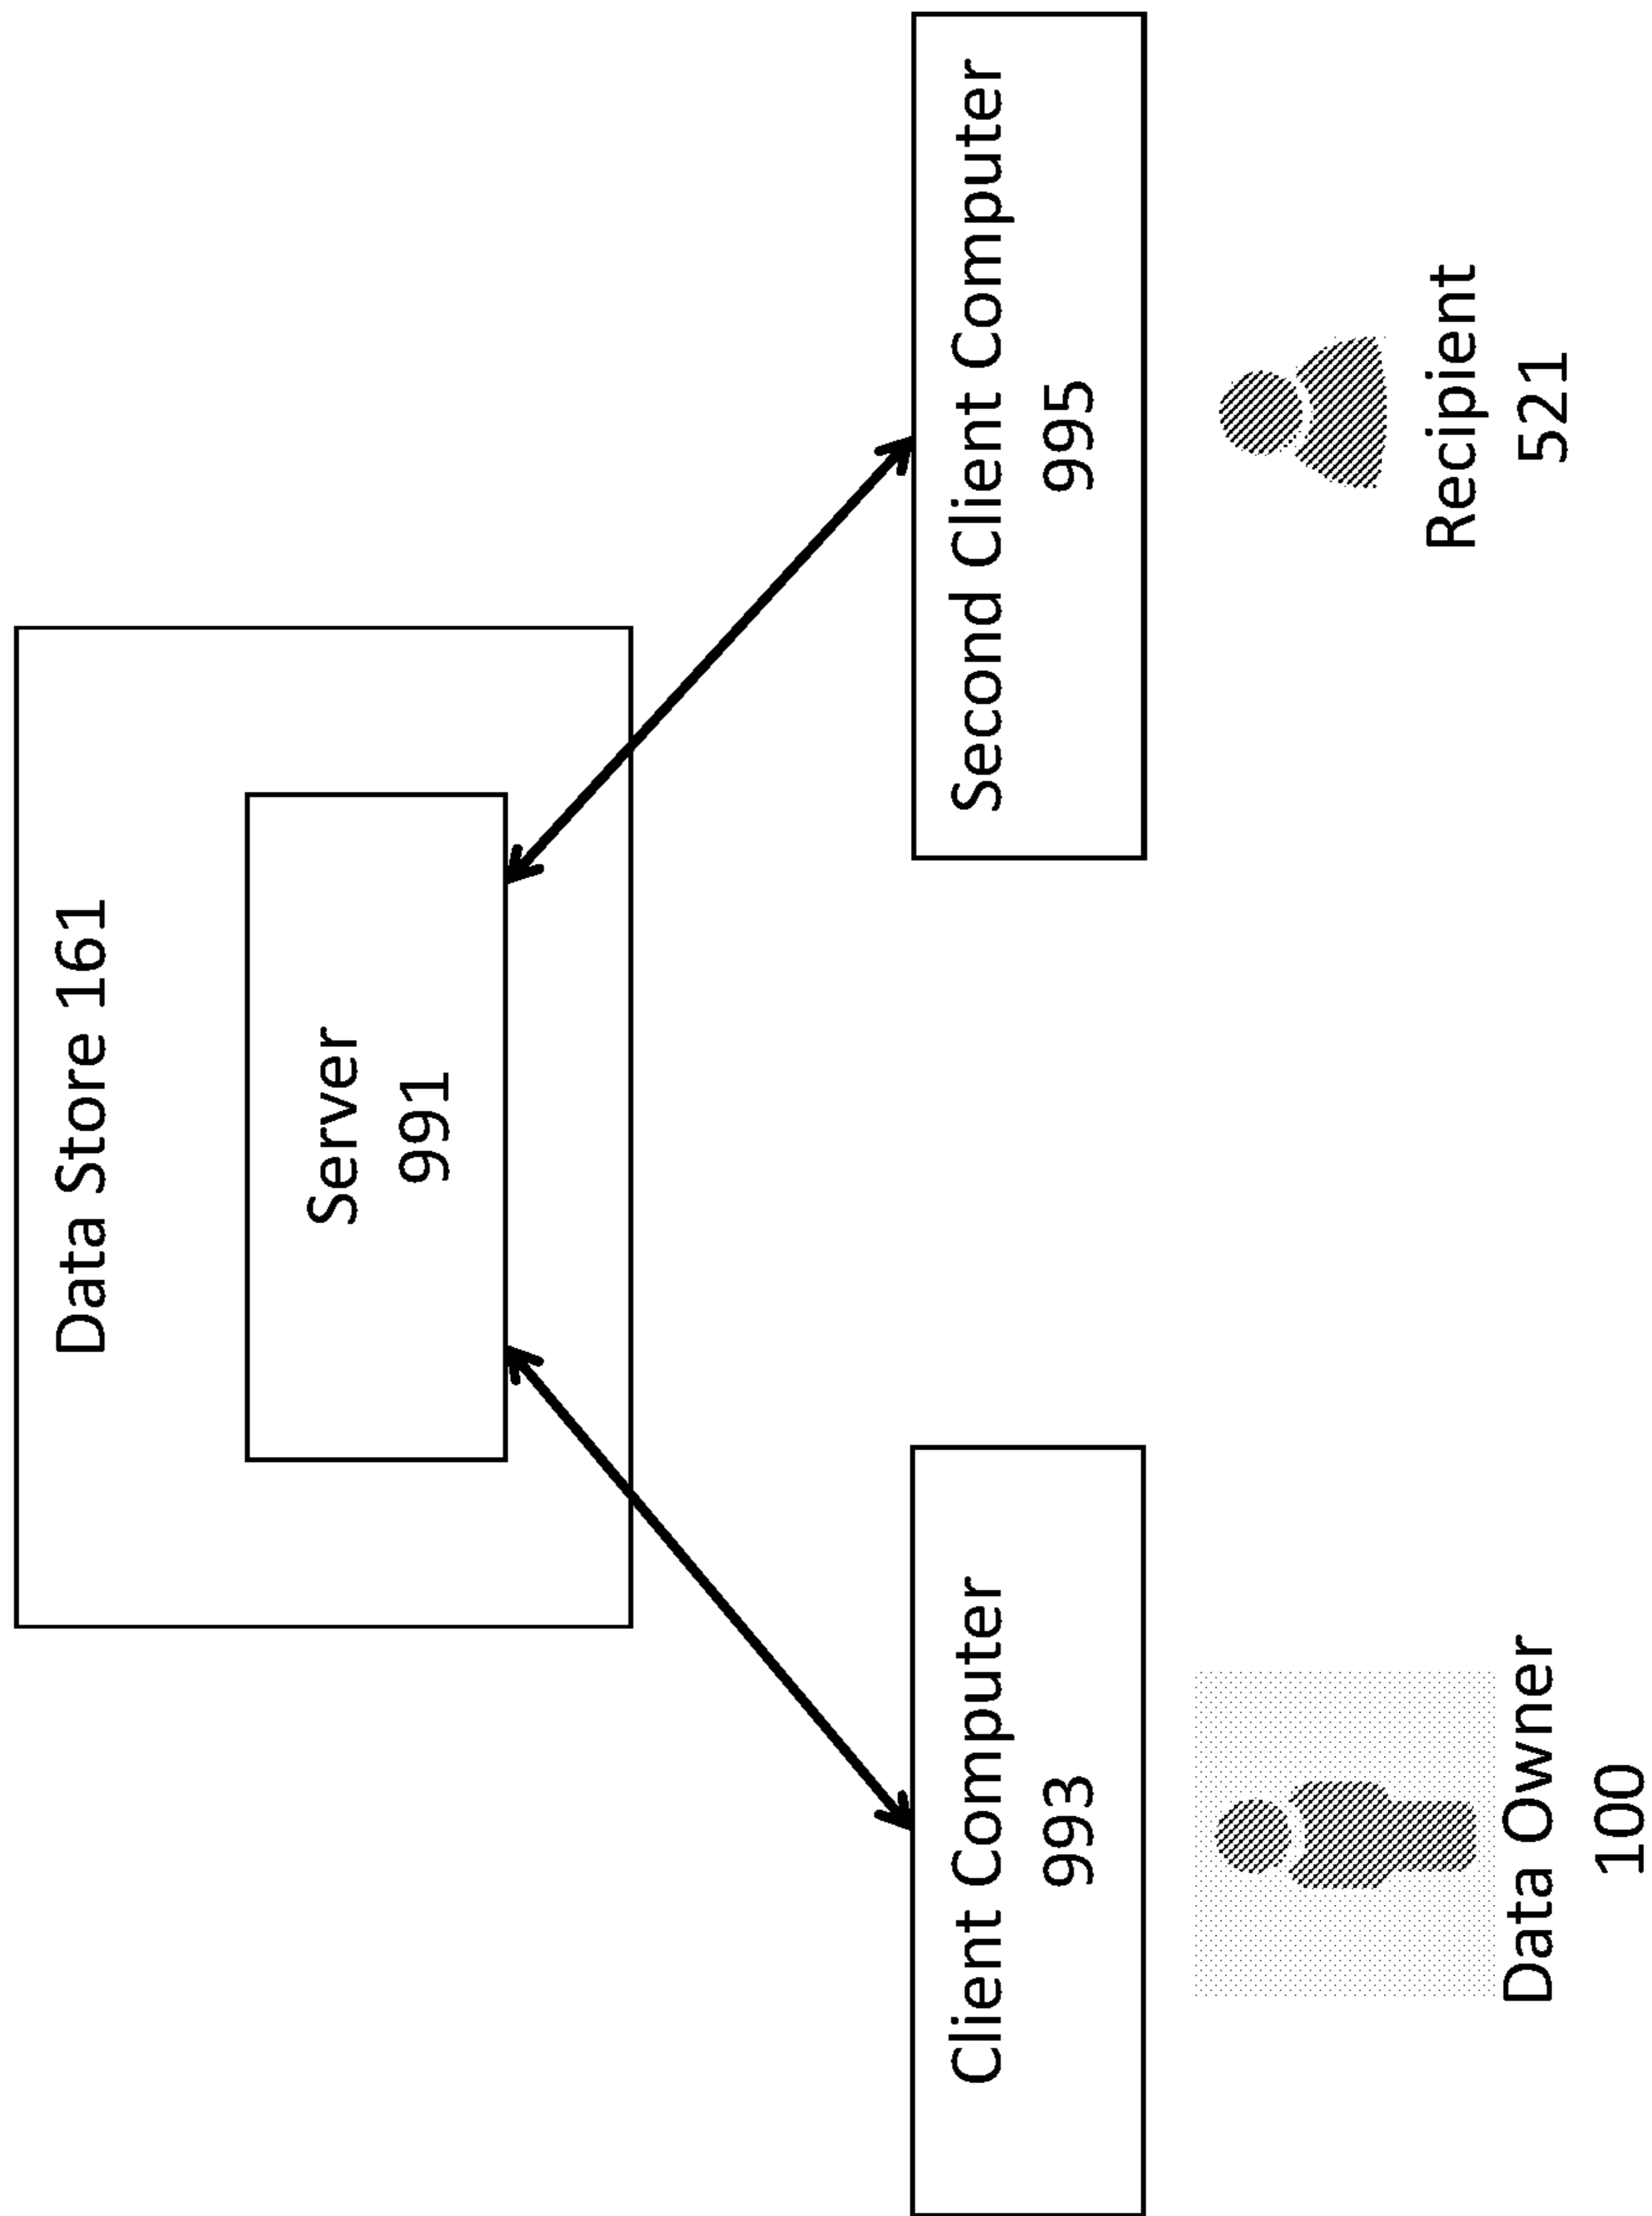 Data Store 161
Server
991
Client Computer
993
Second Client Computer
995
Data Owner
100
Recipient
521